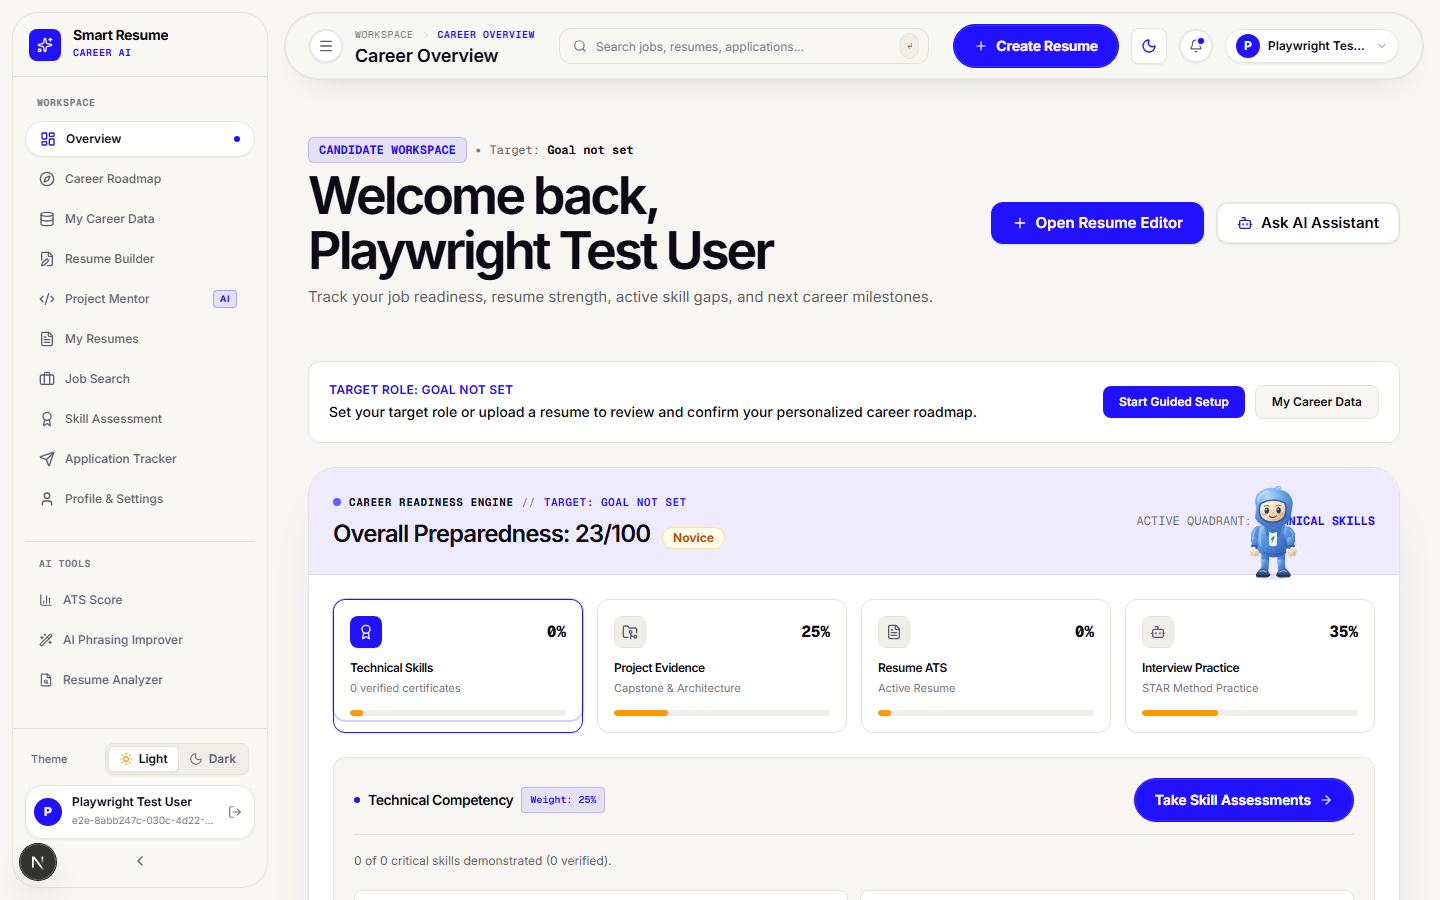 Smart Resume
CAREER AI
WORKSPACE
Overview
Career Roadmap
My Career Data
Resume Builder
Project Mentor AI
My Resumes
Job Search
Skill Assessment
Application Tracker
Profile & Settings
AI TOOLS
ATS Score
AI Phrasing Improver
Resume Analyzer
Theme Light Dark
P Playwright Test User
e2e-8abb247c-030c-4d22-...
N
WORKSPACE CAREER OVERVIEW
Career Overview
Search jobs, resumes, applications...
Create Resume
P Playwright Tes...
CANDIDATE WORKSPACE • Target: Goal not set
Welcome back,
Playwright Test User
Track your job readiness, resume strength, active skill gaps, and next career milestones.
Open Resume Editor
Ask AI Assistant
TARGET ROLE: GOAL NOT SET
Set your target role or upload a resume to review and confirm your personalized career roadmap.
Start Guided Setup
My Career Data
CAREER READINESS ENGINE // TARGET: GOAL NOT SET
Overall Preparedness: 23/100 Novice
ACTIVE QUADRANT: NICAL SKILLS
0%
Technical Skills
0 verified certificates
25%
Project Evidence
Capstone & Architecture
0%
Resume ATS
Active Resume
35%
Interview Practice
STAR Method Practice
Technical Competency Weight: 25%
Take Skill Assessments
0 of 0 critical skills demonstrated (0 verified).